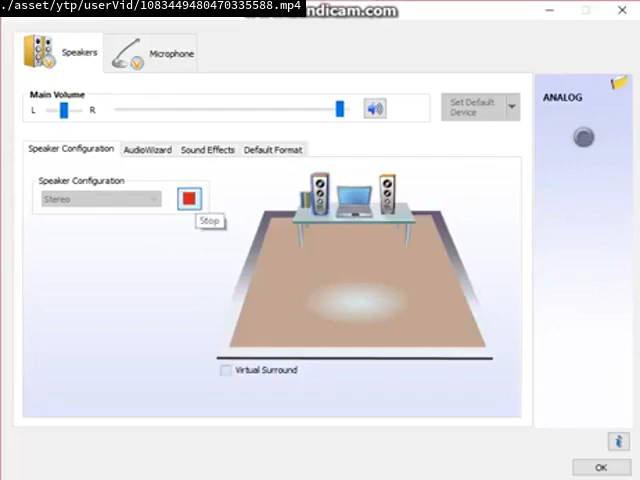 ./asset/ytp/userVid/1083449480470335588.mp4
ndicam.com
Speakers
Microphone
Main Volume
L
R
Set Default
Device
ANALOG
Speaker Configuration
AudioWizard
Sound Effects
Default Format
Speaker Configuration
Stereo
Stop
Virtual Surround
OK